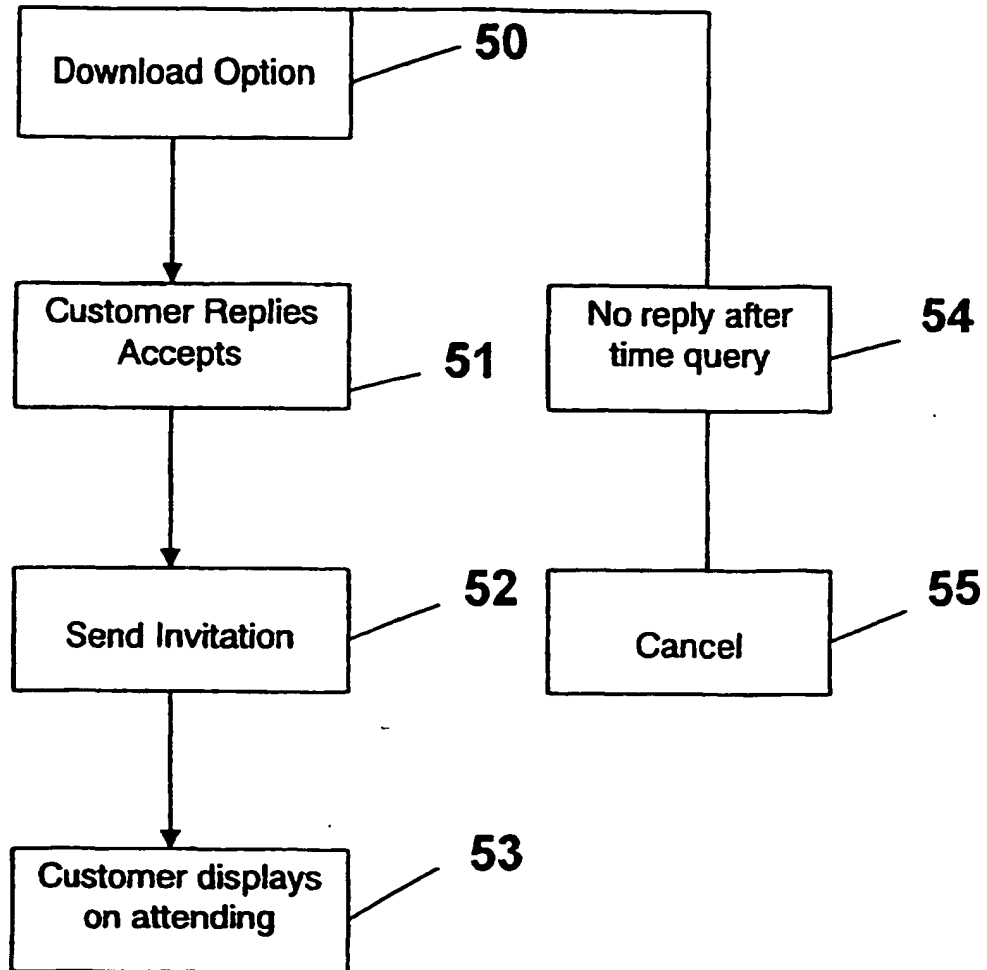 Download Option
50
Customer Replies
Accepts
51
No reply after
time query
54
Send Invitation
52
Cancel
55
Customer displays
on attending
53